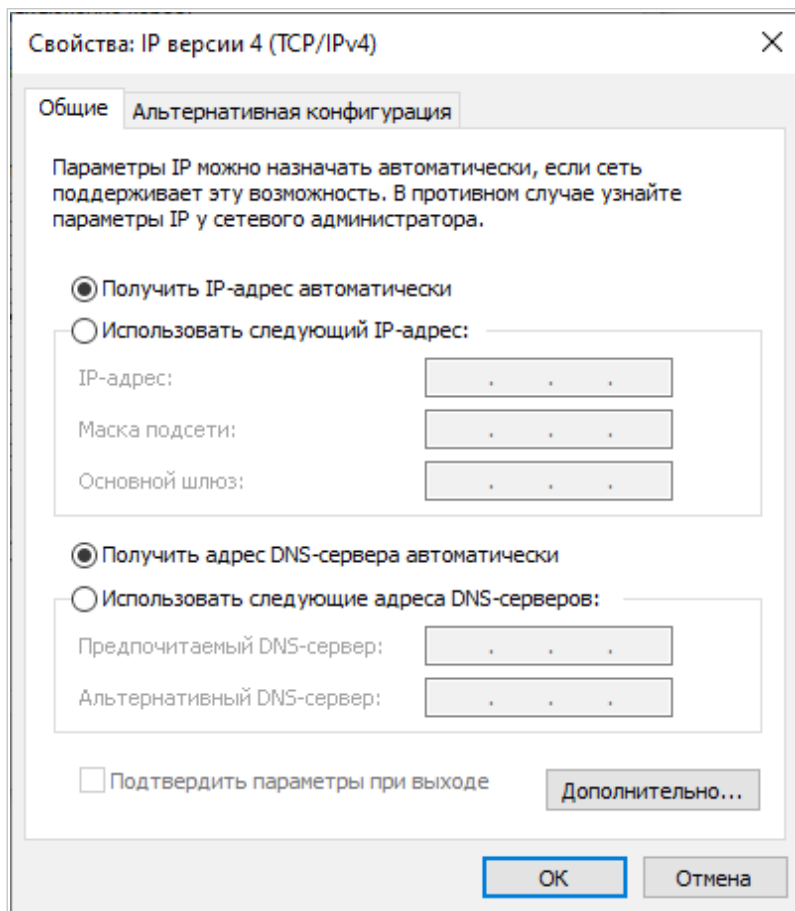 Свойства: IP версии 4 (TCP/IPv4)
Общие
Альтернативная конфигурация
Параметры IP можно назначать автоматически, если сеть
поддерживает эту возможность. В противном случае узнайте
параметры IP у сетевого администратора.
Получить IP-адрес автоматически
Использовать следующий IP-адрес:
IP-адрес:
Маска подсети:
Основной шлюз:
Получить адрес DNS-сервера автоматически
Использовать следующие адреса DNS-серверов:
Предпочитаемый DNS-сервер:
Альтернативный DNS-сервер:
Подтвердить параметры при выходе
Дополнительно...
OK
Отмена